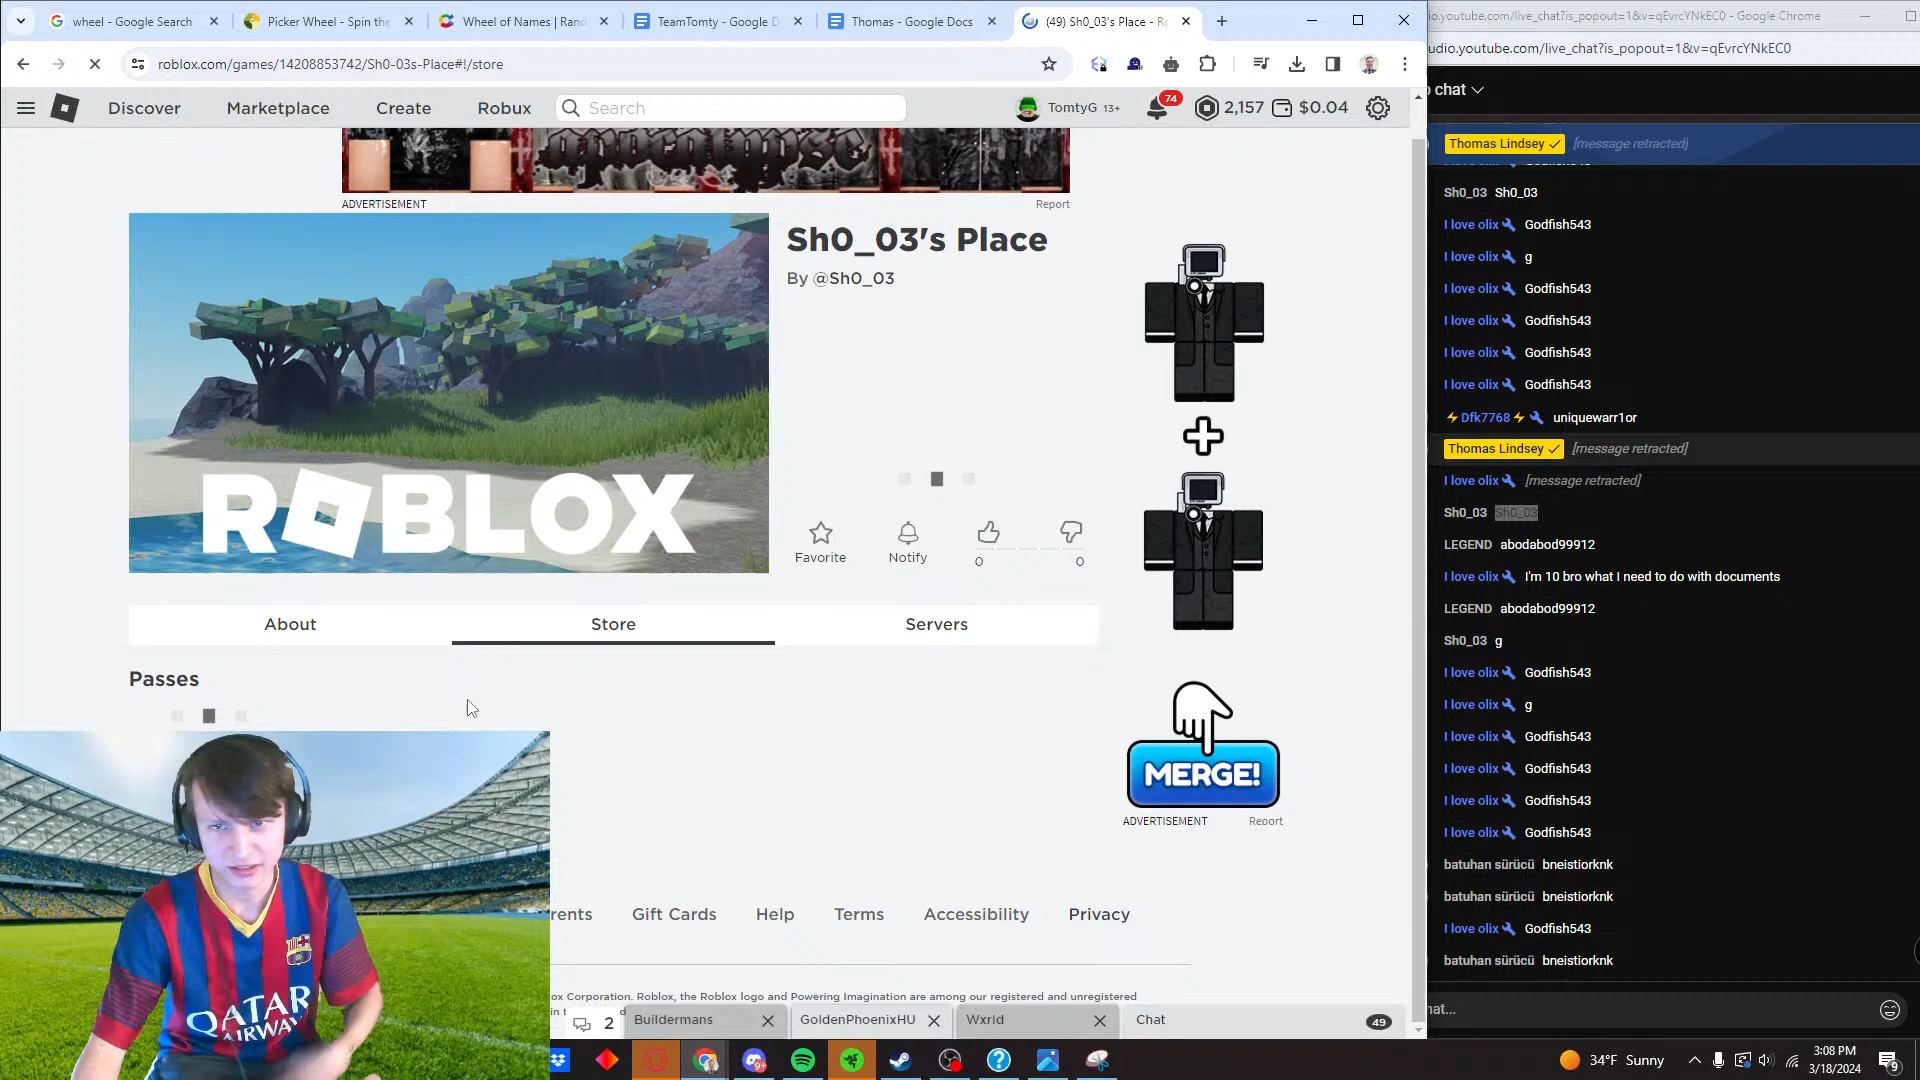 wheel - Google Search
Picker Wheel - Spin the
Wheel of Names | Rand
TeamTomty - Google D
Thomas - Google Docs
(49) Sh0_03's Place - Ro
roblox.com/games/14208853742/Sh0-03s-Place#!/store
Discover
Marketplace
Create
Robux
Search
TomtyG 13+
74
2,157
$0.04
apocalypse
ADVERTISEMENT
Report
ROBLOX
Sh0_03's Place
By @Sh0_03
Favorite
Notify
0
0
About
Store
Servers
Passes
MERGE!
ADVERTISEMENT
Report
QATAR
AIRWAY
rents
Gift Cards
Help
Terms
Accessibility
Privacy
ox Corporation. Roblox, the Roblox logo and Powering Imagination are among our registered and unregistered
in t
2
Buildermans
GoldenPhoenixHU
Wxrld
Chat
49
io.youtube.com/live_chat?is_popout=1&v=qEvrcYNkEC0 - Google Chrome
udio.youtube.com/live_chat?is_popout=1&v=qEvrcYNkEC0
chat
Thomas Lindsey [message retracted]
Sh0_03 Sh0_03
I love olix Godfish543
I love olix g
I love olix Godfish543
I love olix Godfish543
I love olix Godfish543
I love olix Godfish543
⚡Dfk7768⚡ uniquewarr1or
Thomas Lindsey [message retracted]
I love olix [message retracted]
Sh0_03 Sh0_03
LEGEND abodabod99912
I love olix I'm 10 bro what I need to do with documents
LEGEND abodabod99912
Sh0_03 g
I love olix Godfish543
I love olix g
I love olix Godfish543
I love olix Godfish543
I love olix Godfish543
I love olix Godfish543
batuhan sürücü bneistiorknk
batuhan sürücü bneistiorknk
I love olix Godfish543
batuhan sürücü bneistiorknk
hat...
9+
34°F Sunny
3:08 PM
3/18/2024
9